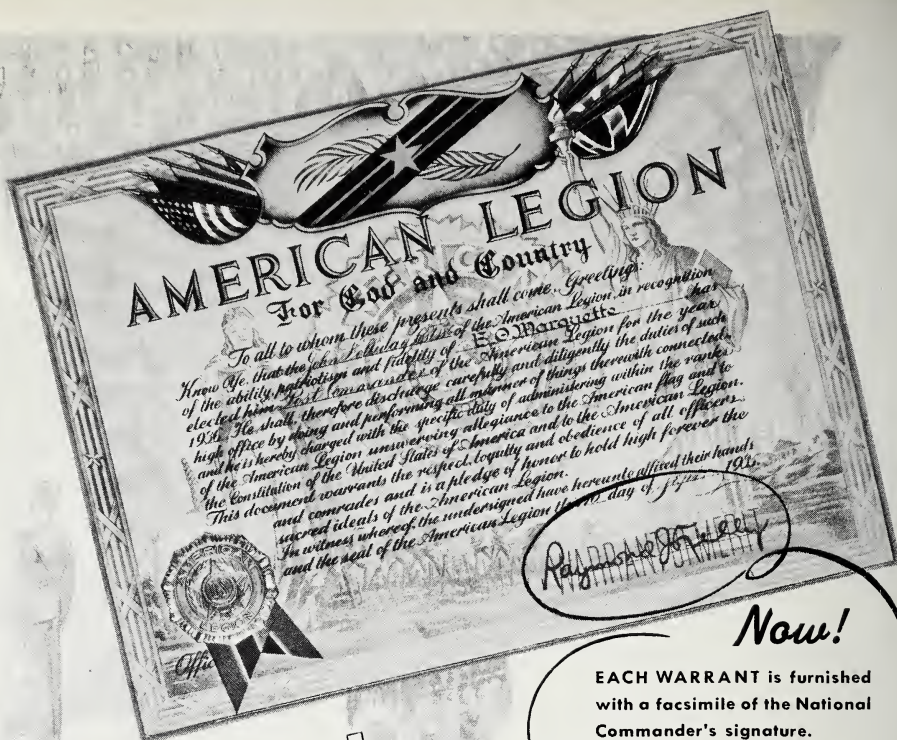 AMERICAN LEGION
For God and Country
To all to whom these presents shall come, Greetings:
Know Ye, that the of the American Legion, in recognition
of the ability, patriotism and fidelity of E.O. Marquette has
elected him Post Commander of the American Legion for the year
1936. He shall, therefore discharge carefully and diligently the duties of such
high office by doing and performing all manner of things therewith connected,
and he is hereby charged with the specific duty of administering within the ranks
of the American Legion unswerving allegiance to the American flag and to
the Constitution of the United States of America and to the American Legion.
This document warrants the respect, loyalty and obedience of all officers
and comrades and is a pledge of honor to hold high forever the
sacred ideals of the American Legion.
In witness whereof, the undersigned have hereunto affixed their hands
and the seal of the American Legion this day of 193
WARRANT OF MERIT
AMERICAN
LEGION
Now!
EACH WARRANT is furnished
with a facsimile of the National
Commander's signature.